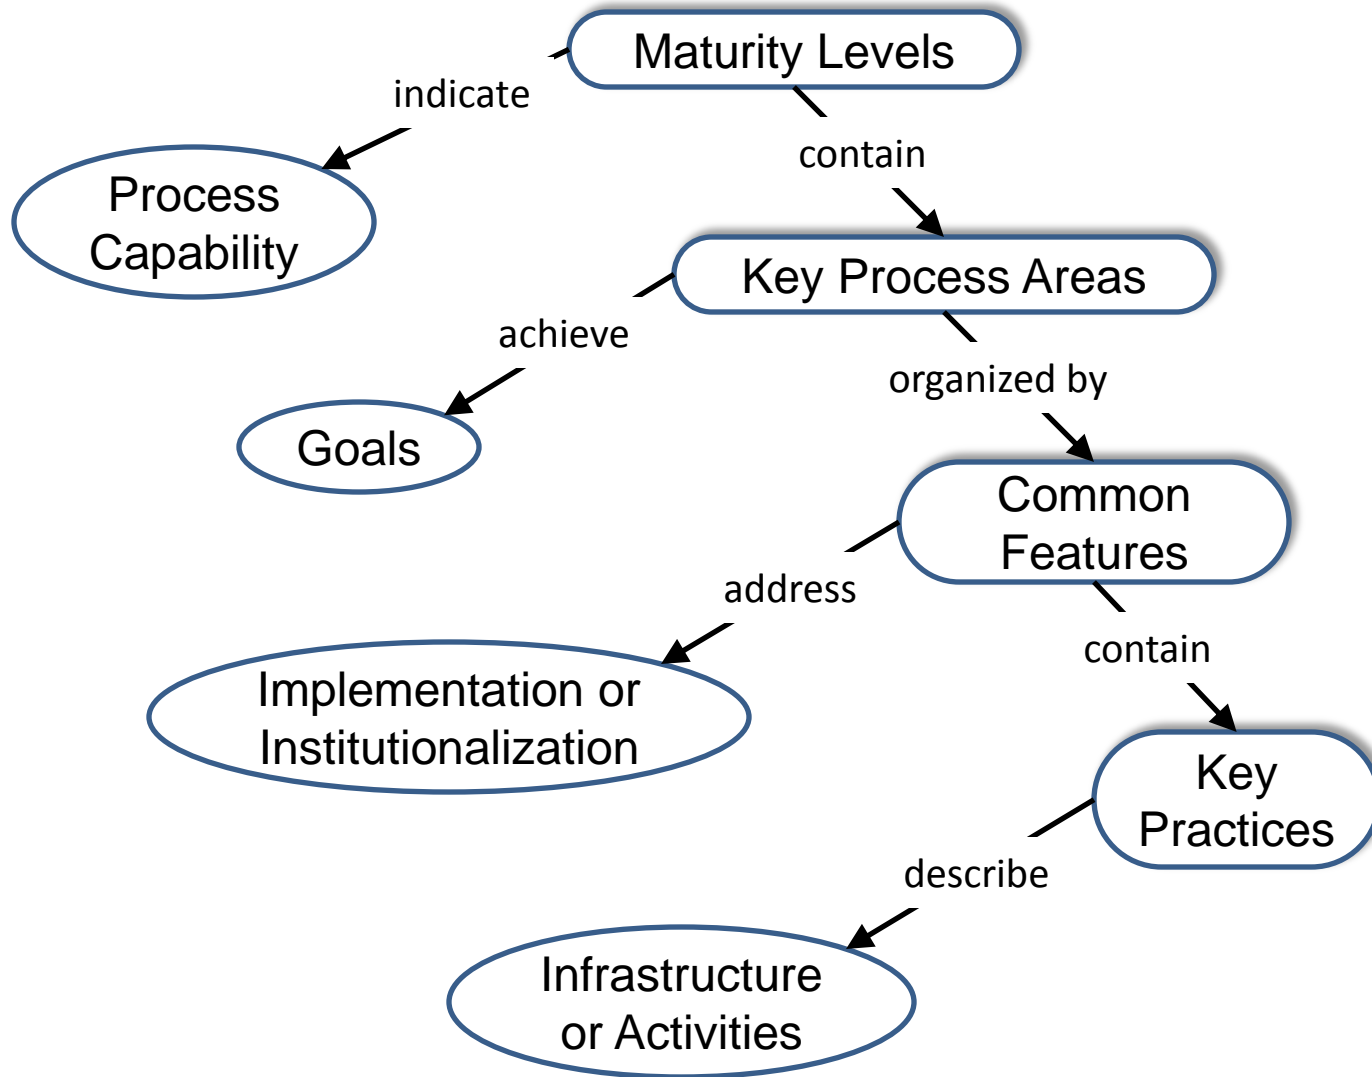 Maturity Levels
indicate
contain
Process
Capability
Key Process Areas
achieve
organized by
Goals
Common
Features
address
contain
Implementation or
Institutionalization
Key
Practices
describe
Infrastructure
or Activities